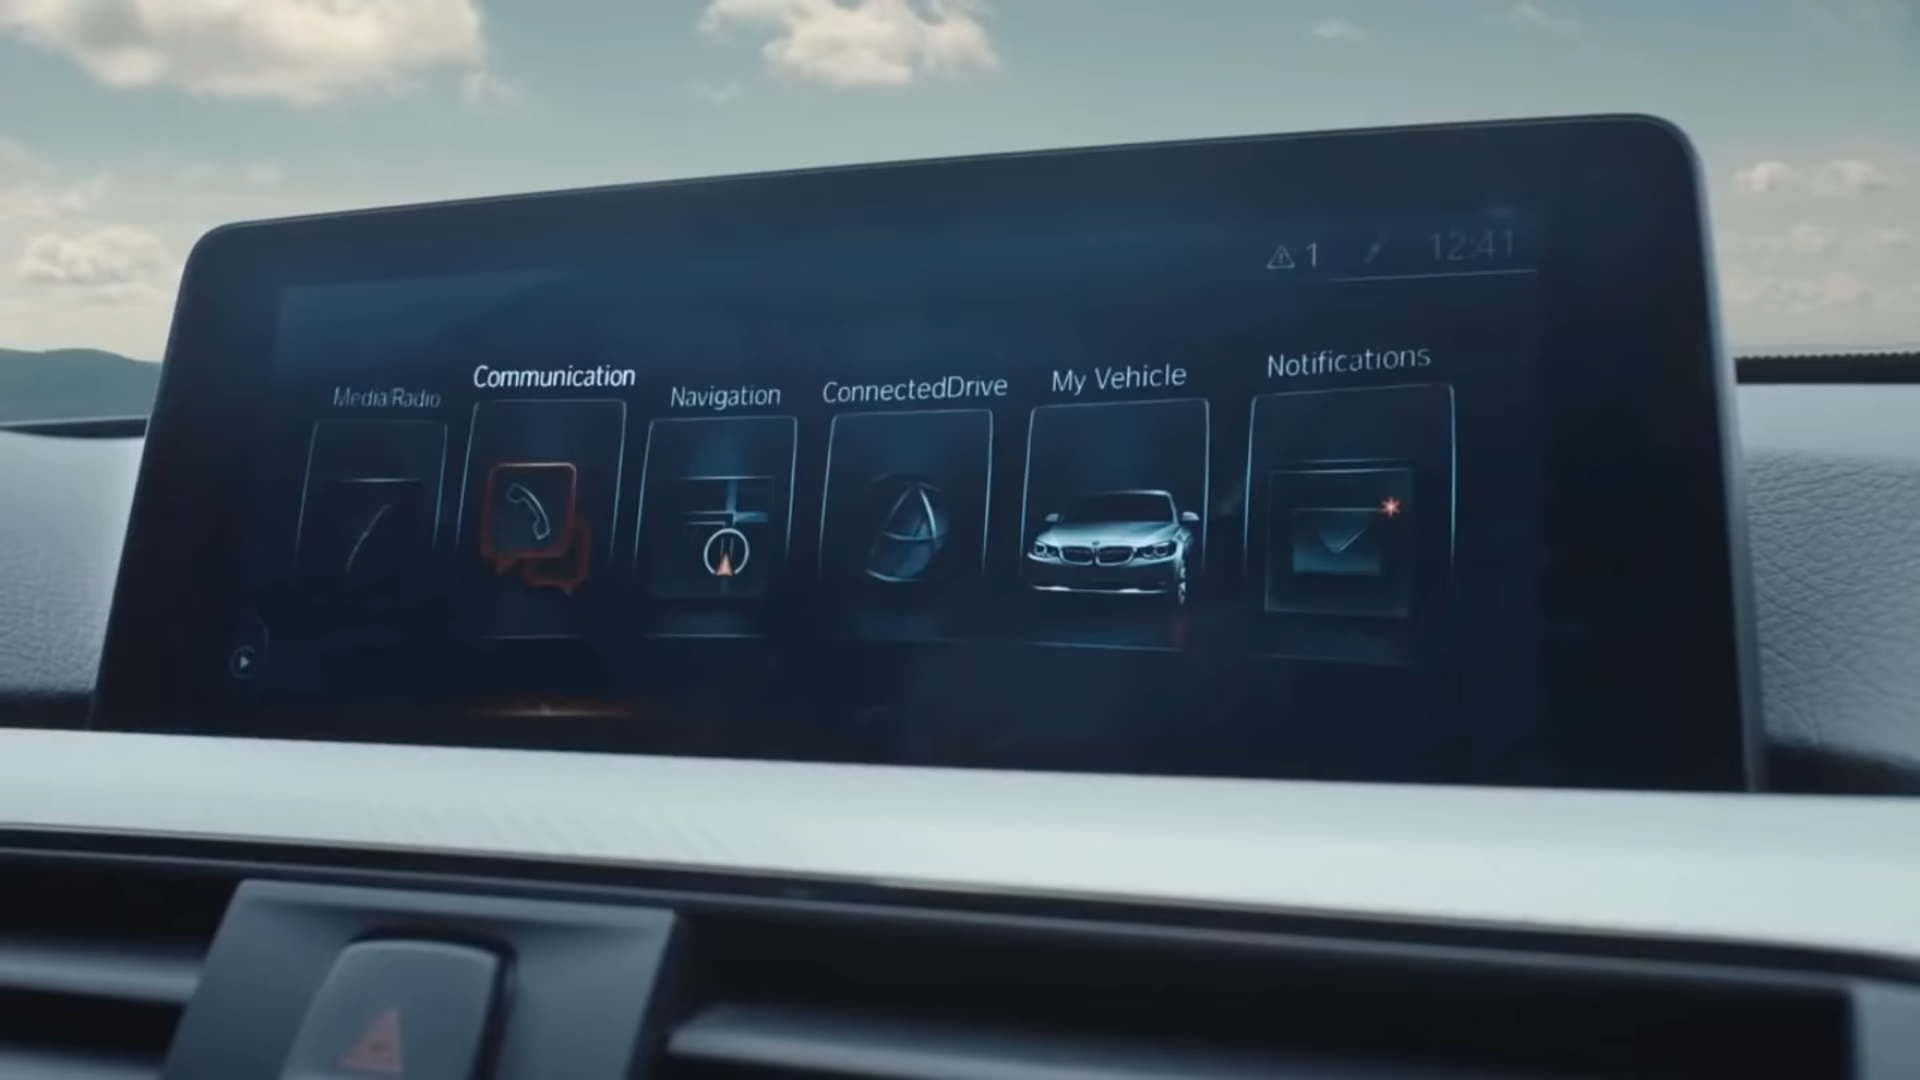 1 12:41
Media/Radio
Communication
Navigation
ConnectedDrive
My Vehicle
Notifications